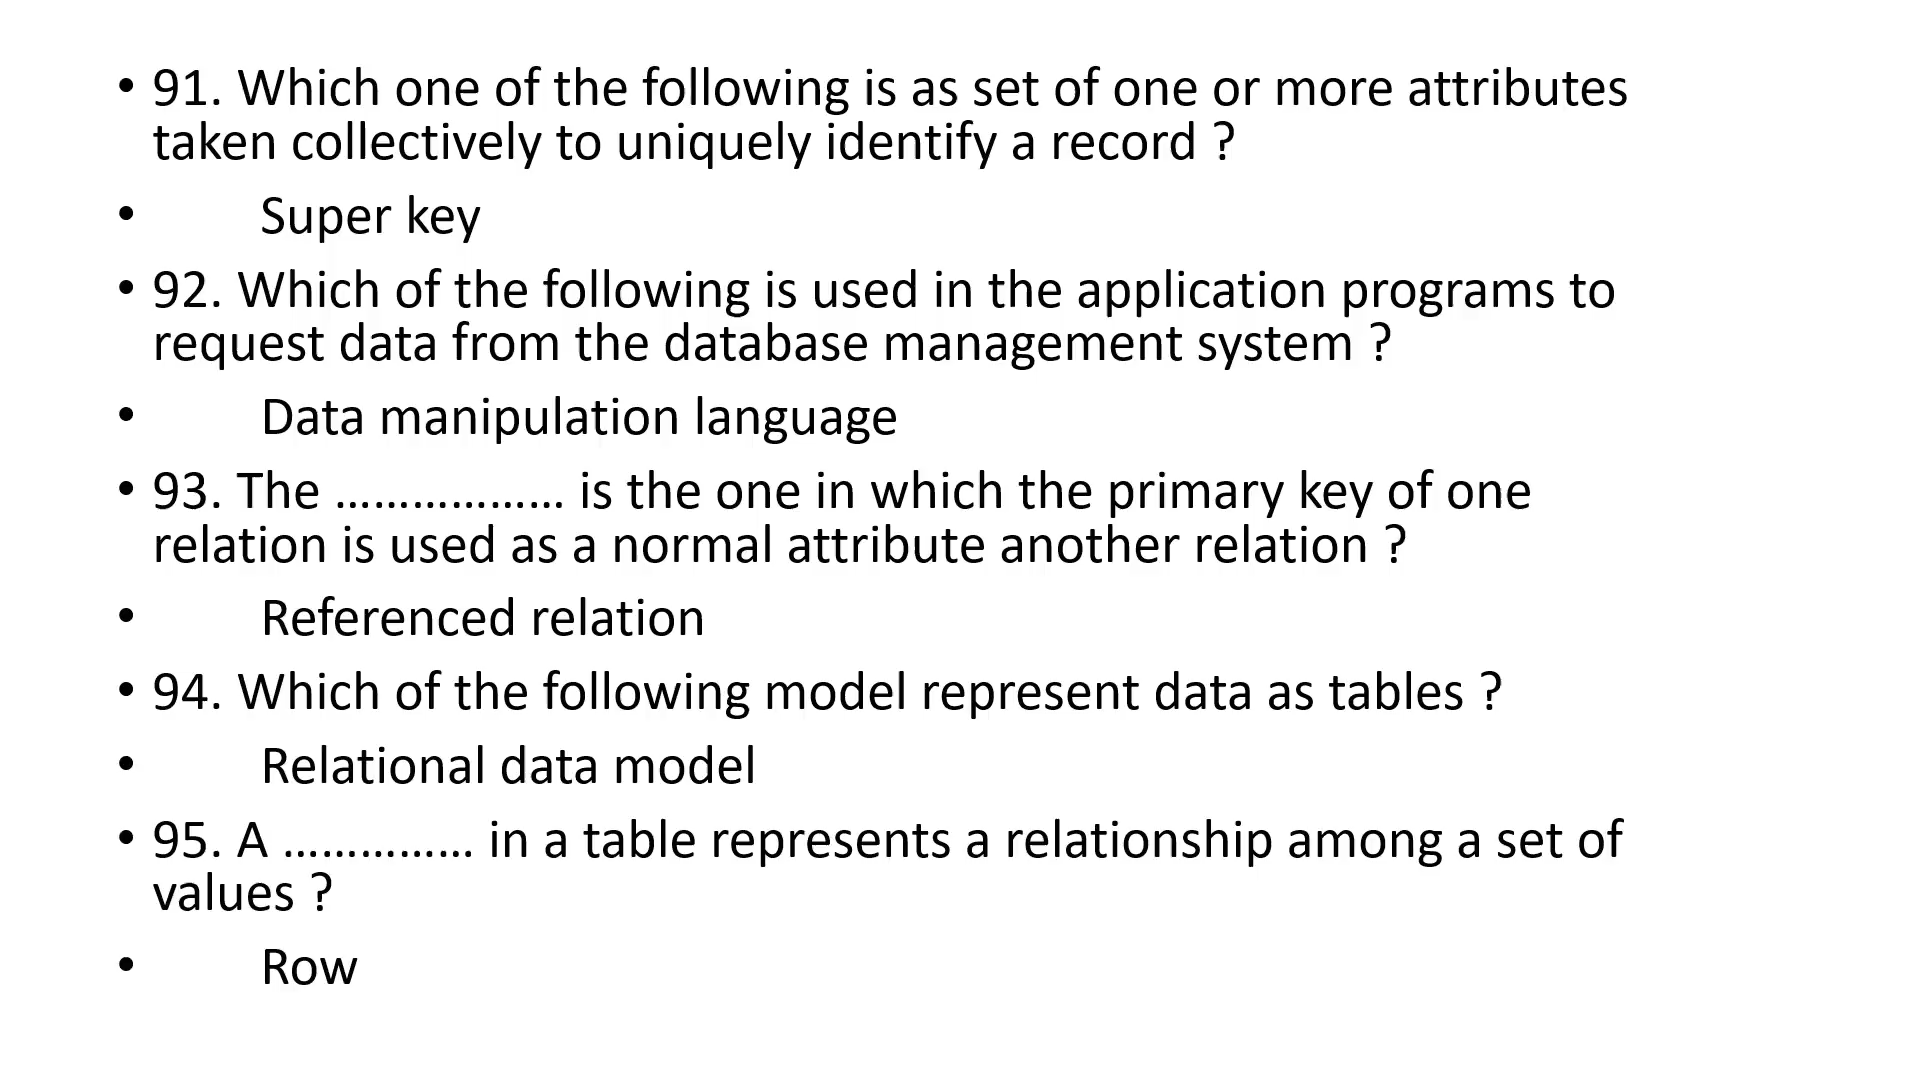 • 91. Which one of the following is as set of one or more attributes
taken collectively to uniquely identify a record ?
• Super key
• 92. Which of the following is used in the application programs to
request data from the database management system ?
• Data manipulation language
• 93. The .................. is the one in which the primary key of one
relation is used as a normal attribute another relation ?
• Referenced relation
• 94. Which of the following model represent data as tables ?
• Relational data model
• 95. A ............... in a table represents a relationship among a set of
values ?
• Row